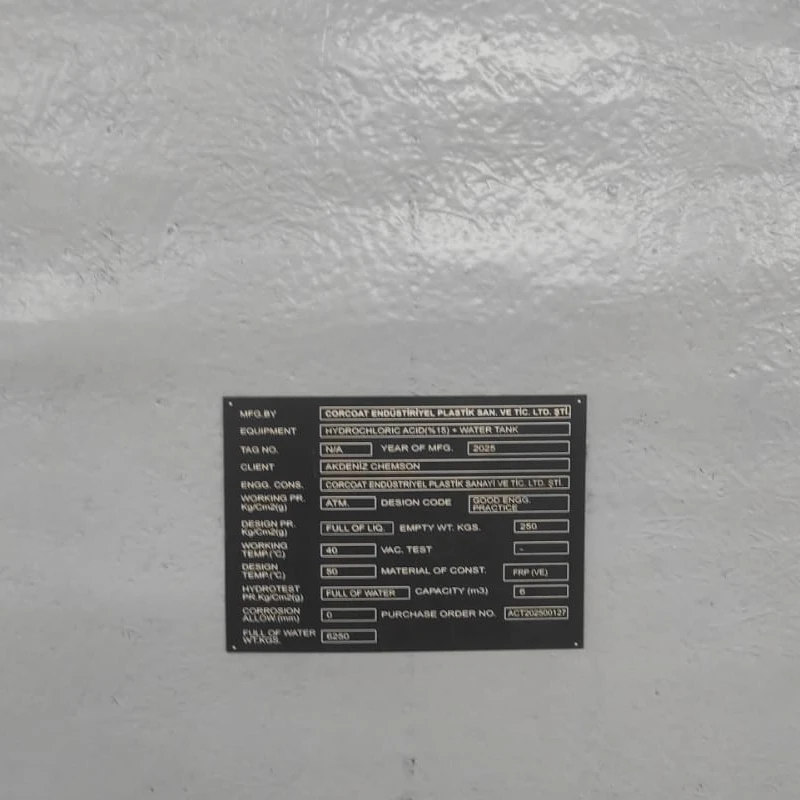 MFG.BY CORCOAT ENDÜSTİRİYEL PLASTİK SAN. VE TİC. LTD. ŞTİ.
EQUIPMENT HYDROCHLORIC ACID(%15) + WATER TANK
TAG NO. N/A YEAR OF MFG. 2025
CLIENT AKDENİZ CHEMSON
ENGG. CONS. CORCOAT ENDÜSTRİYEL PLASTİK SANAYİ VE TİC. LTD. ŞTİ.
WORKING PR. Kg/Cm2(g) ATM. DESIGN CODE GOOD ENGG. PRACTICE
DESIGN PR. Kg/Cm2(g) FULL OF LIQ. EMPTY WT. KGS. 250
WORKING TEMP.(°C) 40 VAC. TEST -
DESIGN TEMP.(°C) 50 MATERIAL OF CONST. FRP (VE)
HYDROTEST PR.Kg/Cm2(g) FULL OF WATER CAPACITY (m3) 6
CORROSION ALLOW.(mm) 0 PURCHASE ORDER NO. ACT202500127
FULL OF WATER WT.KGS. 6250